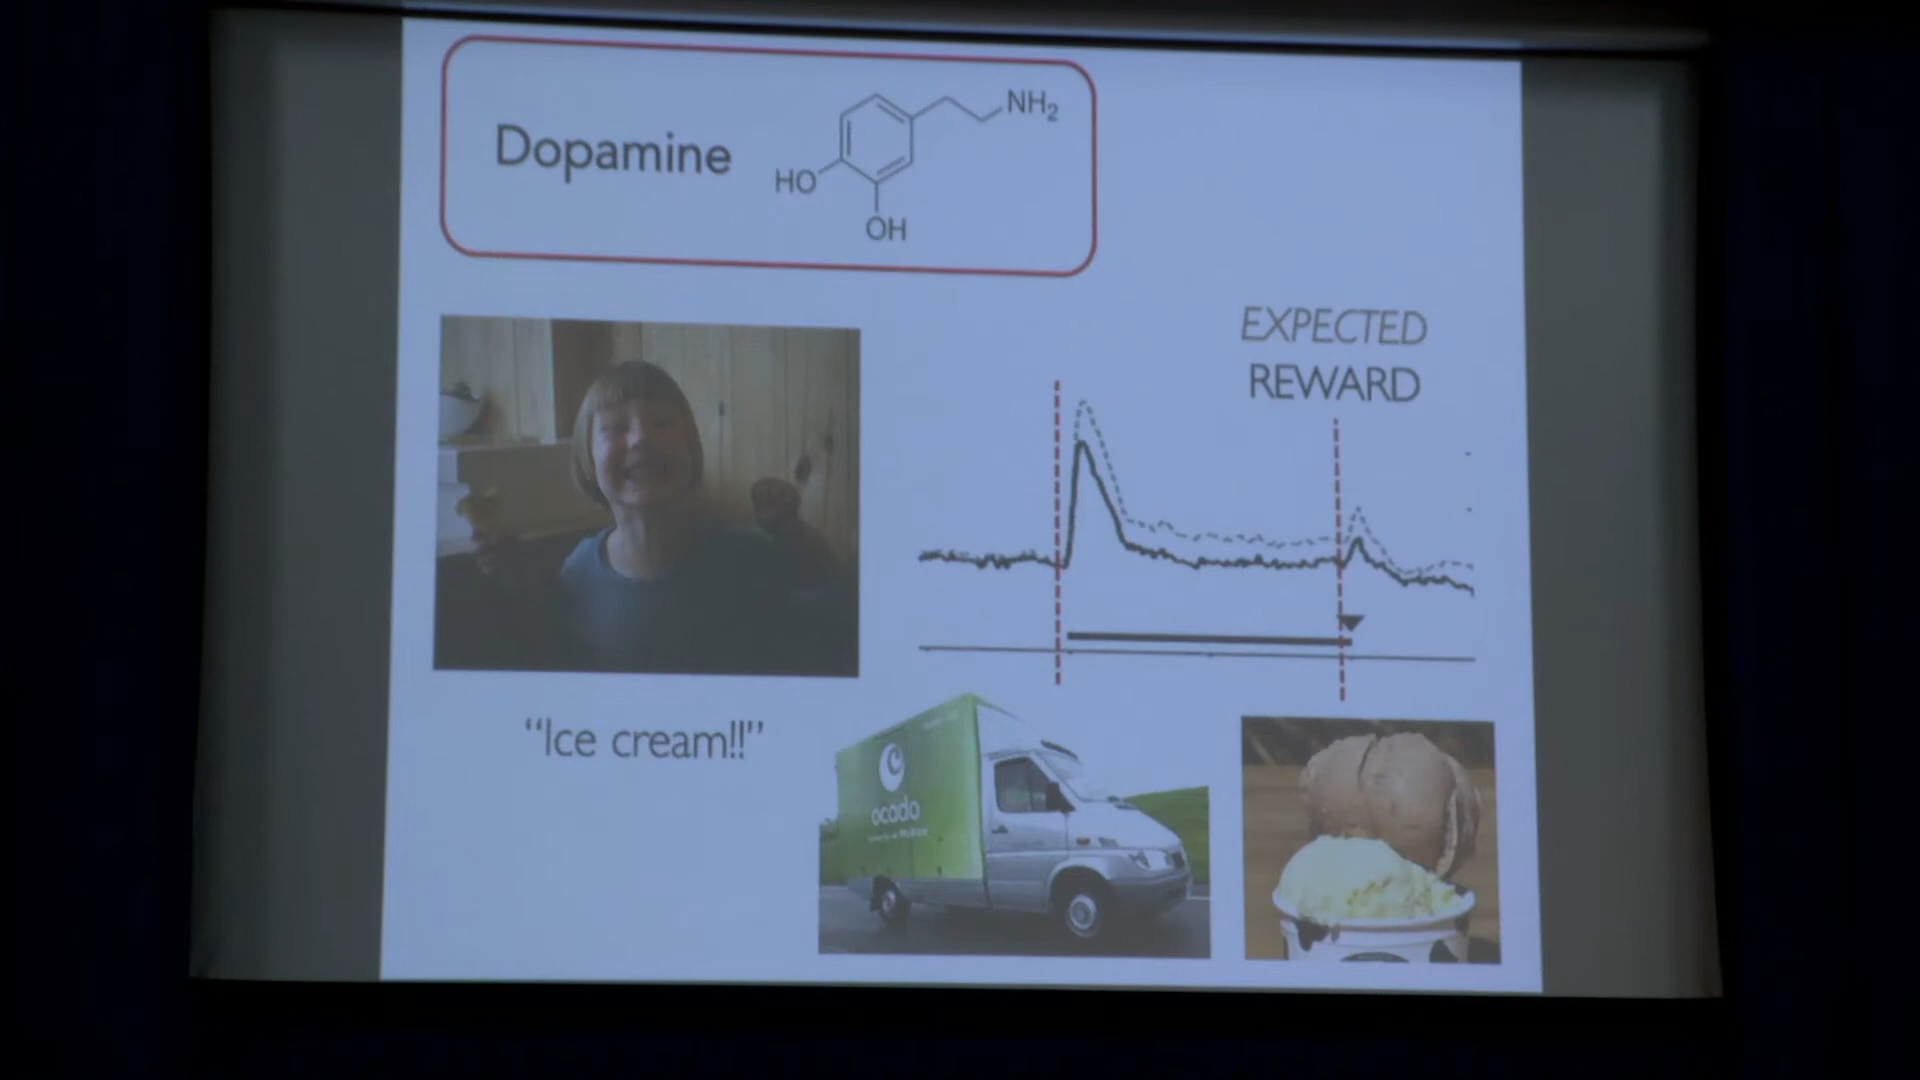 Dopamine
NH₂
HO
OH
EXPECTED
REWARD
"Ice cream!!"
ocado